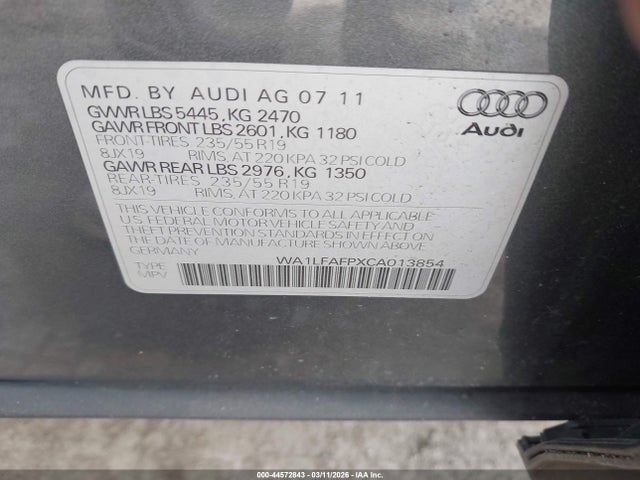 MFD. BY AUDI AG 07 11
GVWR LBS 5445, KG 2470
GAWR FRONT LBS 2601, KG 1180
FRONT-TIRES 235/55 R19
8JX19 RIMS, AT 220 KPA 32 PSI COLD
GAWR REAR LBS 2976, KG 1350
REAR-TIRES 235/55 R19
8JX19 RIMS, AT 220 KPA 32 PSI COLD
THIS VEHICLE CONFORMS TO ALL APPLICABLE
U.S. FEDERAL MOTOR VEHICLE SAFETY AND
THEFT PREVENTION STANDARDS IN EFFECT ON
THE DATE OF MANUFACTURE SHOWN ABOVE
GERMANY
WA1LFAFPXCA013854
TYPE
MPV
Audi
000-44572843 - 03/11/2026 - IAA Inc.